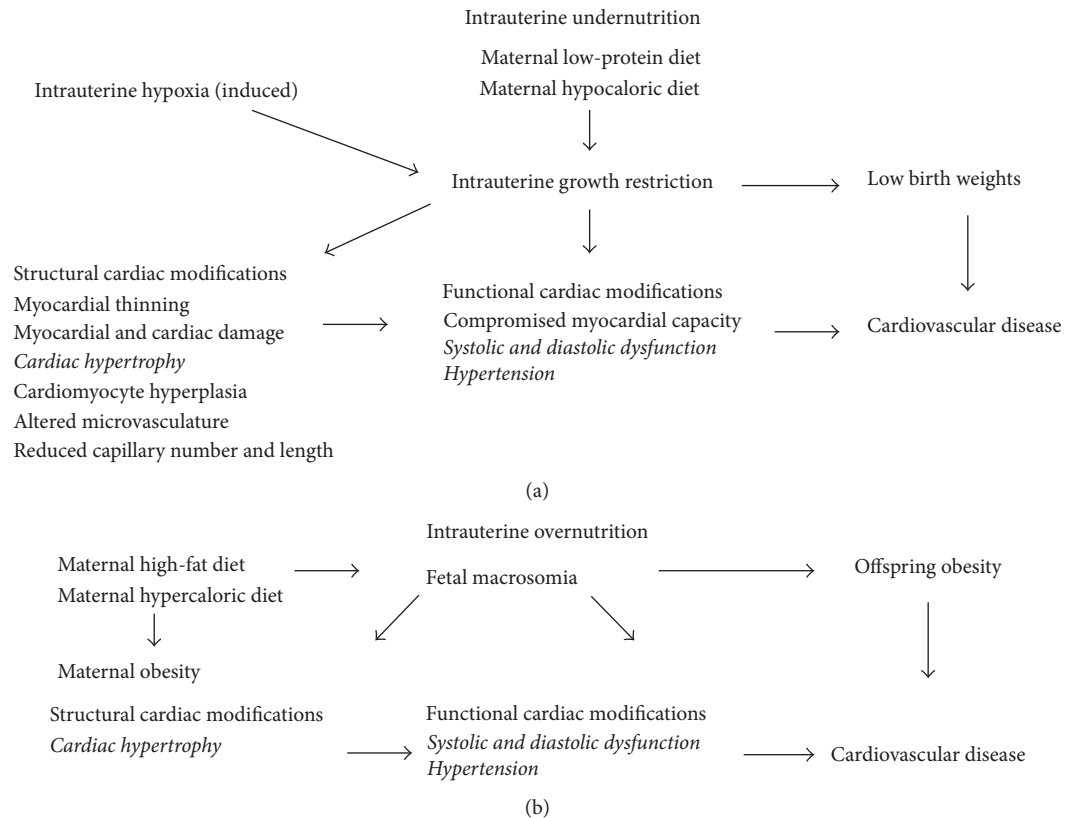 Intrauterine undernutrition
Maternal low-protein diet
Intrauterine hypoxia (induced)
Maternal hypocaloric diet
Intrauterine growth restriction
Low birth weights
Structural cardiac modifications
Myocardial thinning
Myocardial and cardiac damage
Cardiac hypertrophy
Cardiomyocyte hyperplasia
Altered microvasculature
Reduced capillary number and length
Functional cardiac modifications
Compromised myocardial capacity
Systolic and diastolic dysfunction
Hypertension
Cardiovascular disease
(a)
Intrauterine overnutrition
Maternal high-fat diet
Maternal hypercaloric diet
Fetal macrosomia
Offspring obesity
Maternal obesity
Structural cardiac modifications
Cardiac hypertrophy
Functional cardiac modifications
Systolic and diastolic dysfunction
Hypertension
Cardiovascular disease
(b)